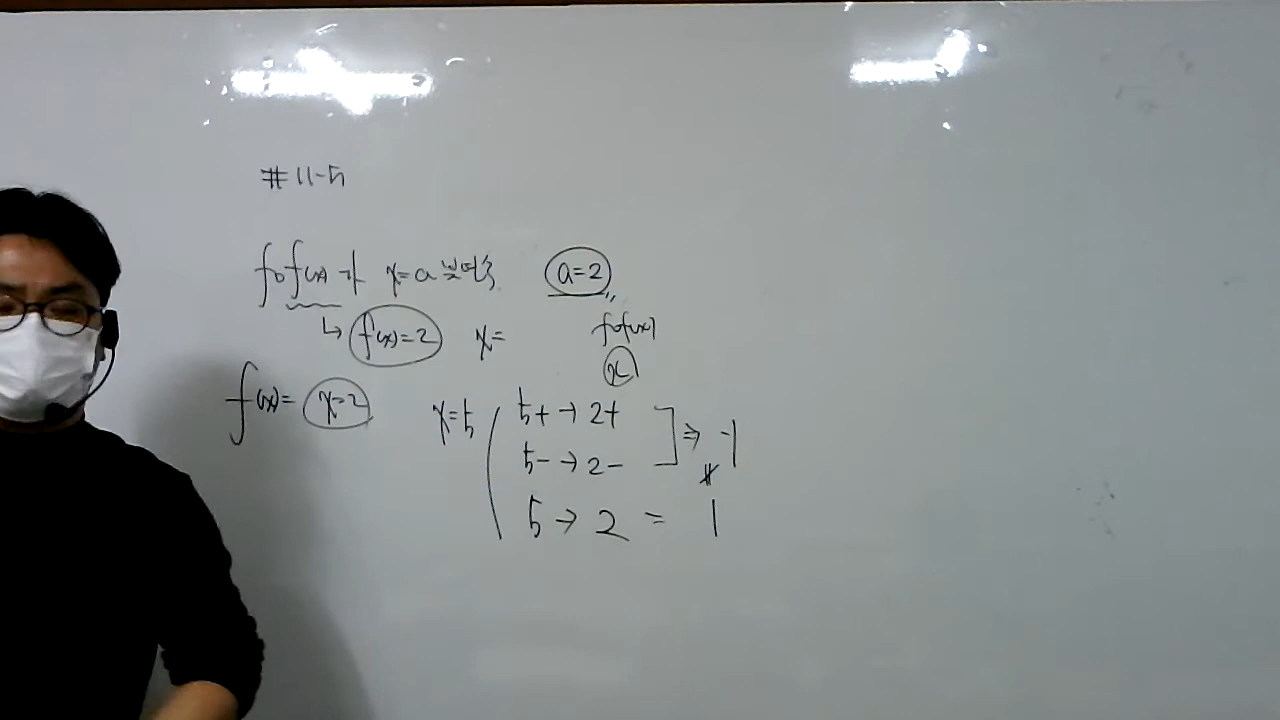 #11-5
f∘f(x)가 x=a 불연속 a=2
↳ f(x)=2 x= f∘f(x)
x
f(x)= x=2 x=5 5+ → 2+
5- → 2- ⇒ -1
5 → 2 = 1